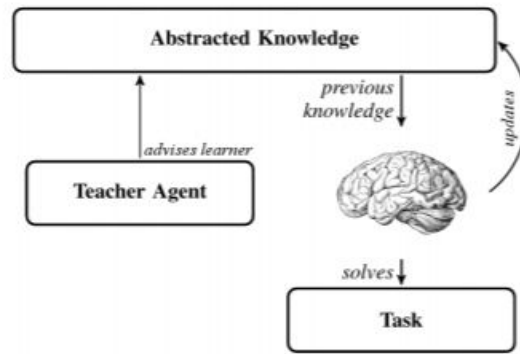 Abstracted Knowledge
previous
knowledge
updates
advises learner
Teacher Agent
solves
Task